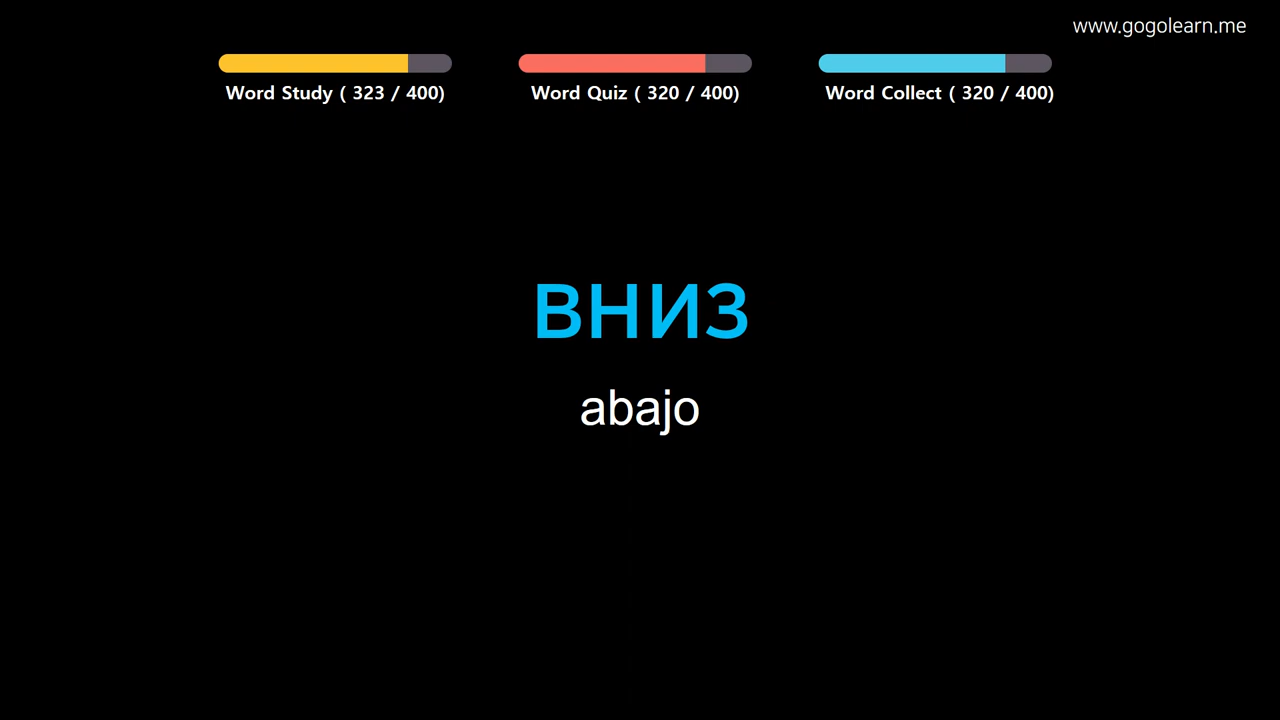 www.gogolearn.me
Word Study ( 323 / 400)
Word Quiz ( 320 / 400)
Word Collect ( 320 / 400)
вниз
abajo